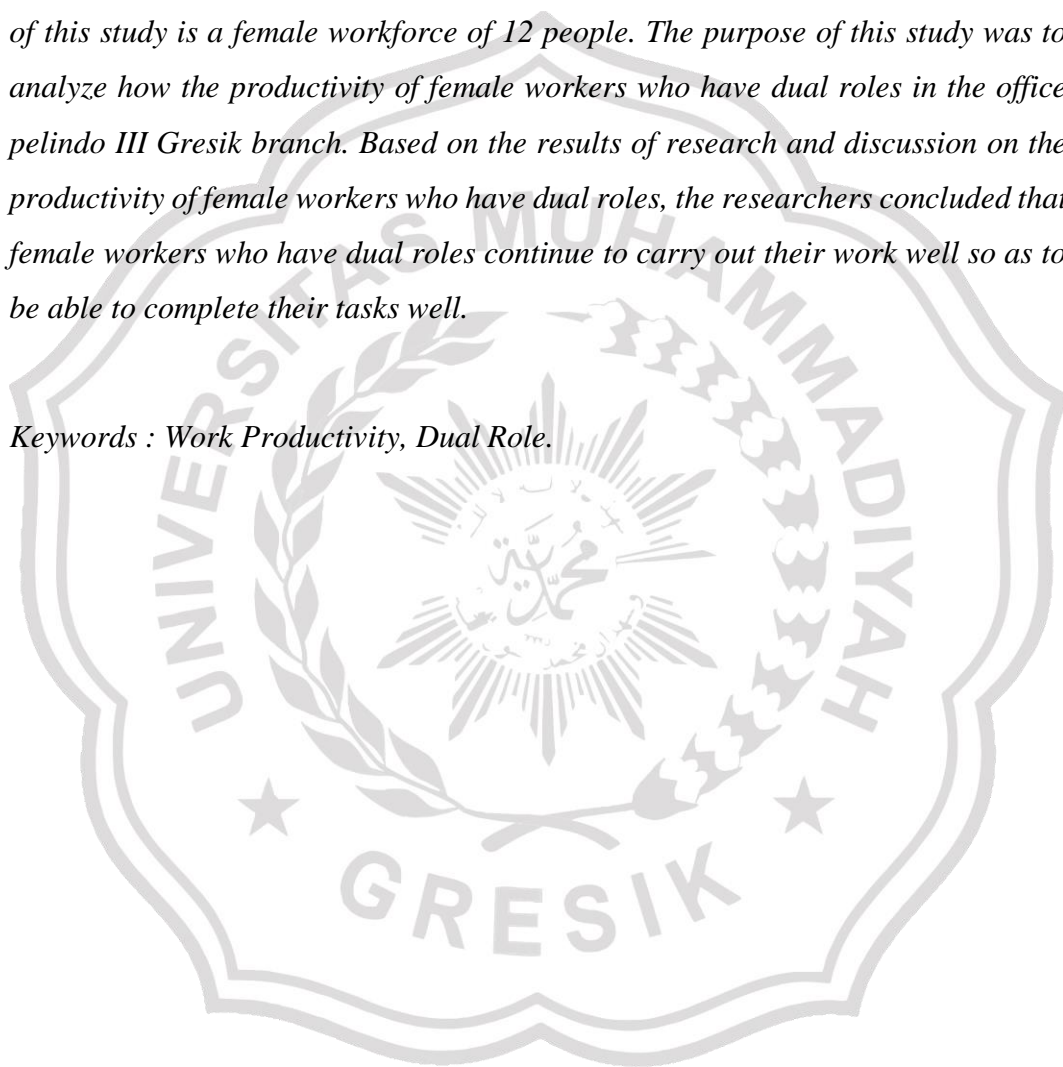 of this study is a female workforce of 12 people. The purpose of this study was to
analyze how the productivity of female workers who have dual roles in the office
pelindo III Gresik branch. Based on the results of research and discussion on the
productivity of female workers who have dual roles, the researchers concluded that
female workers who have dual roles continue to carry out their work well so as to
be able to complete their tasks well.
Keywords : Work Productivity, Dual Role.
UNIVERSITAS MUHAMMADIYAH
GRESIK